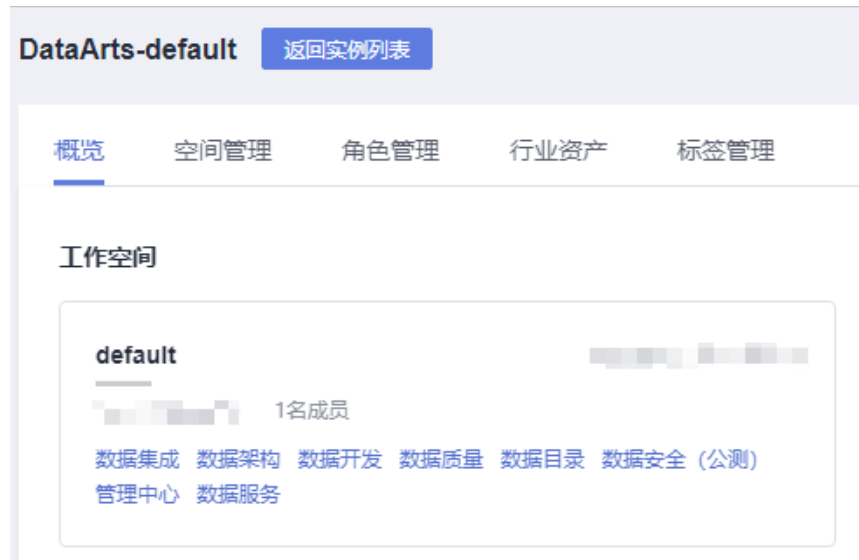 DataArts-default 返回实例列表
概览 空间管理 角色管理 行业资产 标签管理
工作空间
default
1名成员
数据集成 数据架构 数据开发 数据质量 数据目录 数据安全（公测）
管理中心 数据服务